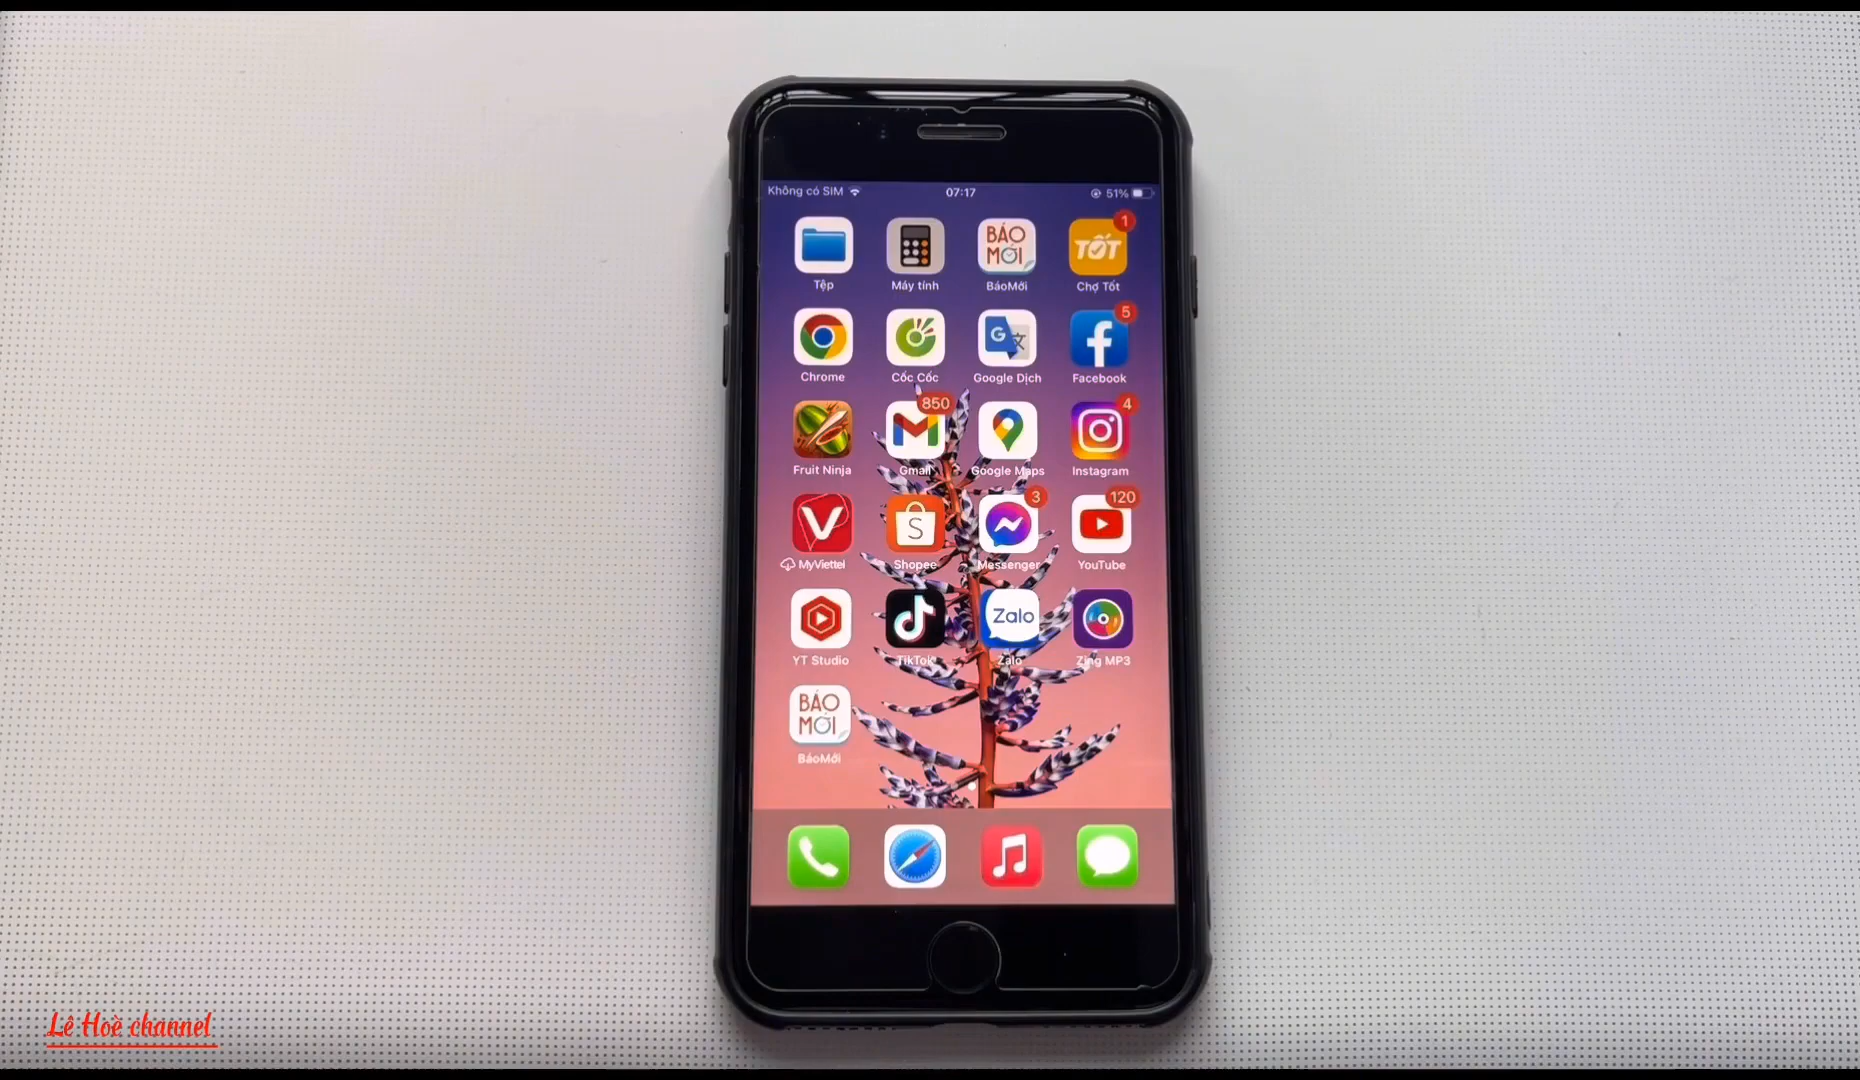 Không có SIM 07:17 51%
BÁO MỚI TỐT 1
Tệp Máy tính BáoMới Chợ Tốt
G 文 5
Chrome Cốc Cốc Google Dịch Facebook
850 4
Fruit Ninja Gmail Google Maps Instagram
V S 3 120
MyViettel Shopee Messenger YouTube
Zalo
YT Studio TikTok Zalo Zing MP3
BÁO MỚI
BáoMới
Lê Hoè channel